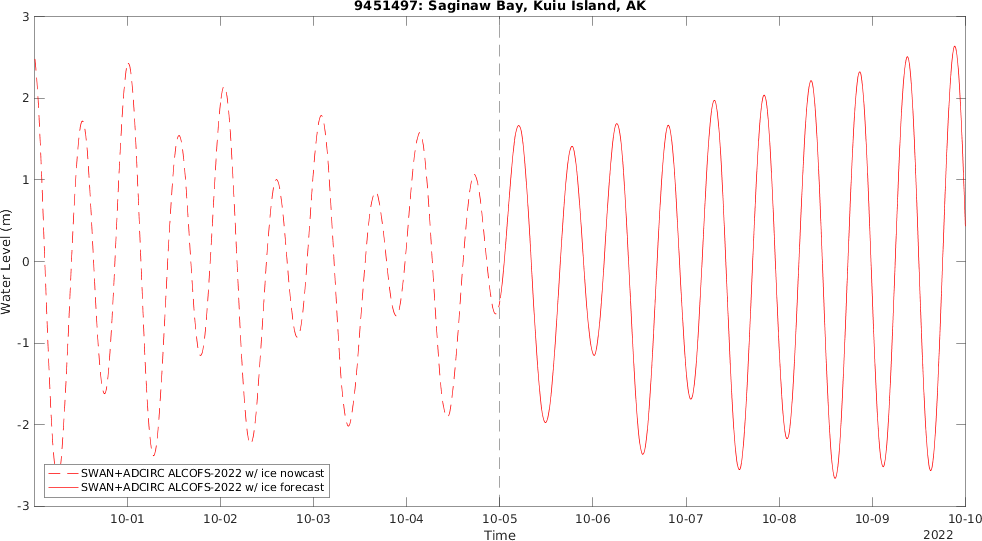 9451497: Saginaw Bay, Kuiu Island, AK
3
2
1
0
-1
-2
-3
Water Level (m)
SWAN+ADCIRC ALCOFS-2022 w/ ice nowcast
SWAN+ADCIRC ALCOFS-2022 w/ ice forecast
10-01 10-02 10-03 10-04 10-05 10-06 10-07 10-08 10-09 10-10
Time
2022